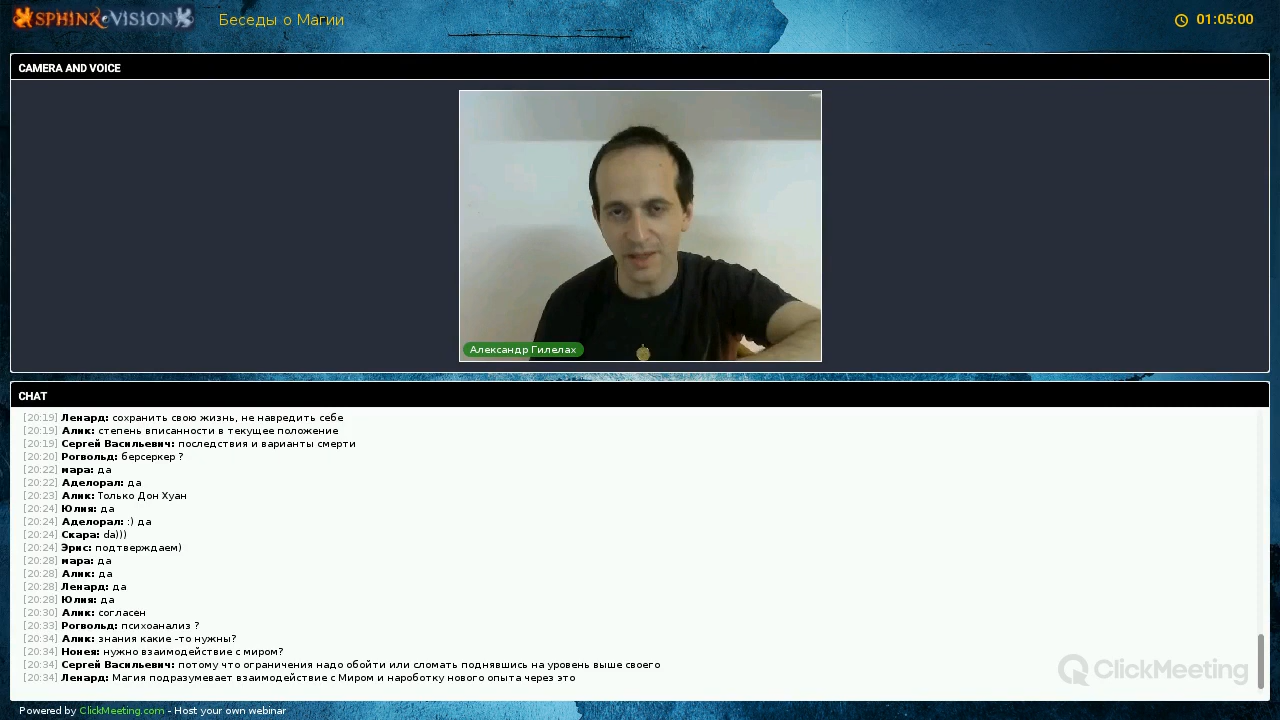 SPHINX VISION
Беседы о Магии
01:05:00
CAMERA AND VOICE
Александр Гилелах
CHAT
[20:19] Ленард: сохранить свою жизнь, не навредить себе
[20:19] Алик: степень вписанности в текущее положение
[20:19] Сергей Васильевич: последствия и варианты смерти
[20:20] Рогвольд: берсеркер ?
[20:22] мара: да
[20:22] Аделорал: да
[20:23] Алик: Только Дон Хуан
[20:24] Юлия: да
[20:24] Аделорал: :) да
[20:24] Скара: da)))
[20:24] Эрис: подтверждаем)
[20:28] мара: да
[20:28] Алик: да
[20:28] Ленард: да
[20:28] Юлия: да
[20:30] Алик: согласен
[20:33] Рогвольд: психоанализ ?
[20:34] Алик: знания какие -то нужны?
[20:34] Нонея: нужно взаимодействие с миром?
[20:34] Сергей Васильевич: потому что ограничения надо обойти или сломать поднявшись на уровень выше своего
[20:34] Ленард: Магия подразумевает взаимодействие с Миром и нароботку нового опыта через это
ClickMeeting
Powered by ClickMeeting.com - Host your own webinar